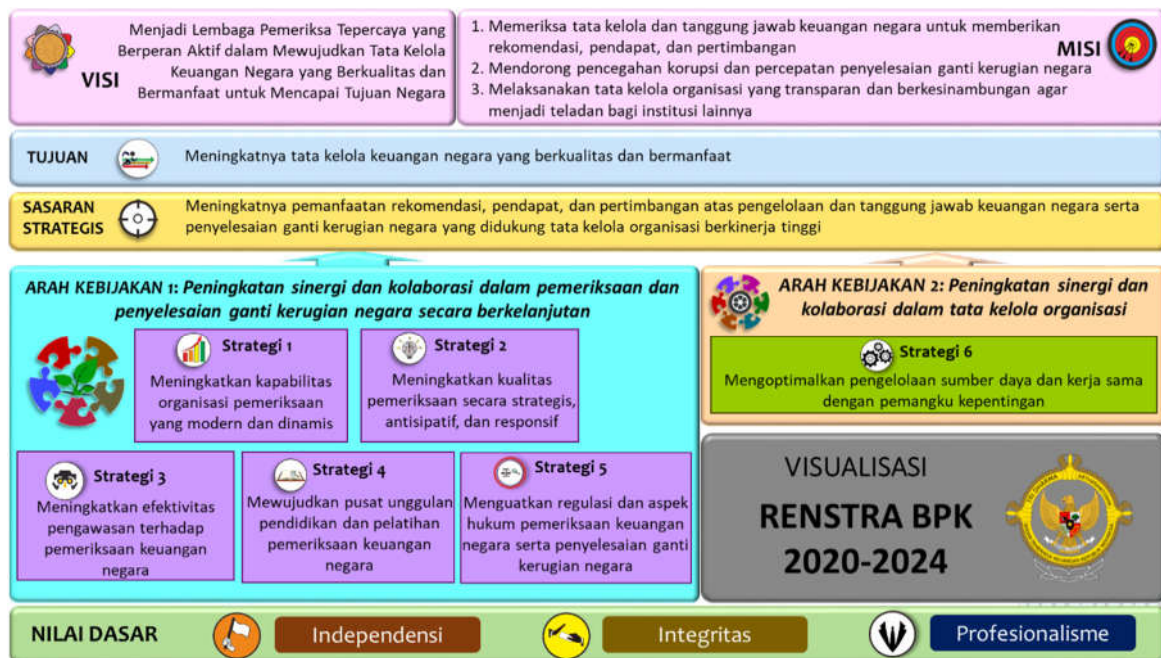 VISI
Menjadi Lembaga Pemeriksa Tepercaya yang
Berperan Aktif dalam Mewujudkan Tata Kelola
Keuangan Negara yang Berkualitas dan
Bermanfaat untuk Mencapai Tujuan Negara
MISI
1. Memeriksa tata kelola dan tanggung jawab keuangan negara untuk memberikan
rekomendasi, pendapat, dan pertimbangan
2. Mendorong pencegahan korupsi dan percepatan penyelesaian ganti kerugian negara
3. Melaksanakan tata kelola organisasi yang transparan dan berkesinambungan agar
menjadi teladan bagi institusi lainnya
TUJUAN
Meningkatnya tata kelola keuangan negara yang berkualitas dan bermanfaat
SASARAN
STRATEGIS
Meningkatnya pemanfaatan rekomendasi, pendapat, dan pertimbangan atas pengelolaan dan tanggung jawab keuangan negara serta
penyelesaian ganti kerugian negara yang didukung tata kelola organisasi berkinerja tinggi
ARAH KEBIJAKAN 1: Peningkatan sinergi dan kolaborasi dalam pemeriksaan dan
penyelesaian ganti kerugian negara secara berkelanjutan
Strategi 1
Meningkatkan kapabilitas
organisasi pemeriksaan
yang modern dan dinamis
Strategi 2
Meningkatkan kualitas
pemeriksaan secara strategis,
antisipatif, dan responsif
Strategi 3
Meningkatkan efektivitas
pengawasan terhadap
pemeriksaan keuangan
negara
Strategi 4
Mewujudkan pusat unggulan
pendidikan dan pelatihan
pemeriksaan keuangan
negara
Strategi 5
Menguatkan regulasi dan aspek
hukum pemeriksaan keuangan
negara serta penyelesaian ganti
kerugian negara
ARAH KEBIJAKAN 2: Peningkatan sinergi dan
kolaborasi dalam tata kelola organisasi
Strategi 6
Mengoptimalkan pengelolaan sumber daya dan kerja sama
dengan pemangku kepentingan
VISUALISASI
RENSTRA BPK
2020-2024
NILAI DASAR
Independensi
Integritas
Profesionalisme